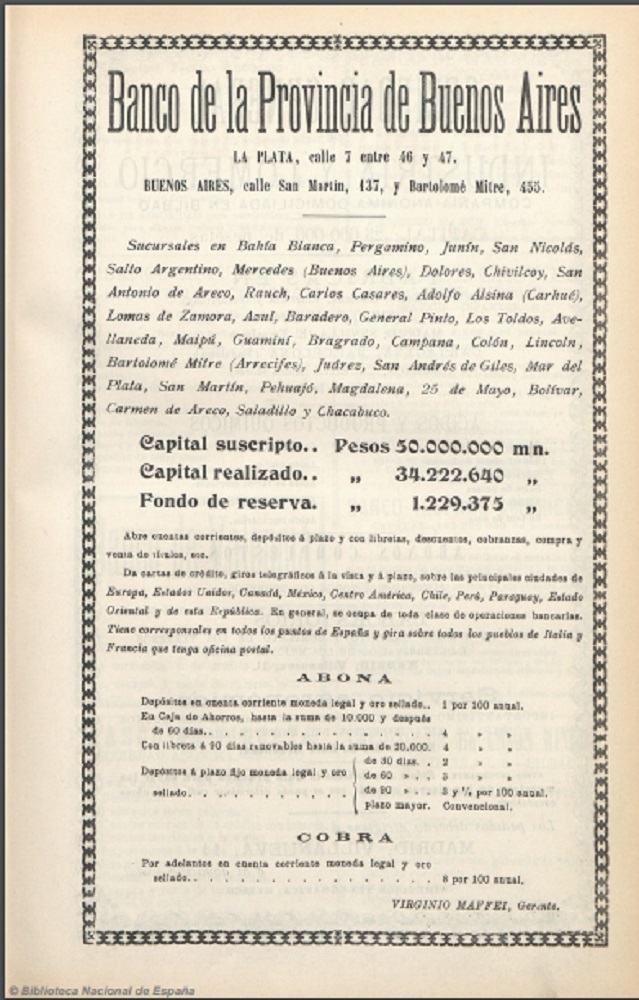 Banco de la Provincia de Buenos Aires
LA PLATA, calle 7 entre 46 y 47.
BUENOS AIRES, calle San Martín, 137, y Bartolomé Mitre, 455.
Sucursales en Bahía Blanca, Pergamino, Junín, San Nicolás,
Salto Argentino, Mercedes (Buenos Aires), Dolores, Chivilcoy, San
Antonio de Areco, Rauch, Carlos Casares, Adolfo Alsina (Carhué),
Lomas de Zamora, Azul, Baradero, General Pinto, Los Toldos, Ave-
llaneda, Maipú, Guaminí, Bragrado, Campana, Colón, Lincoln,
Bartolomé Mitre (Arrecifes), Juárez, San Andrés de Giles, Mar del
Plata, San Martín, Pehuajó, Magdalena, 25 de Mayo, Bolívar,
Carmen de Areco, Saladillo y Chacabuco.
Capital suscripto.. Pesos 50.000.000 mn.
Capital realizado.. „ 34.222.640 „
Fondo de reserva. „ 1.229.375 „
Abre cuentas corrientes, depósitos á plazo y con libretas, descuentos, cobranzas, compra y
venta de títulos, etc.
Da cartas de crédito, giros telegráficos á la vista y á plazo, sobre las principales ciudades de
Europa, Estados Unidos, Canadá, México, Centro América, Chile, Perú, Paraguay, Estado
Oriental y de esta República. En general, se ocupa de toda clase de operaciones bancarias.
Tiene corresponsales en todos los puntos de España y gira sobre todos los pueblos de Italia y
Francia que tenga oficina postal.
ABONA
Depósitos en cuenta corriente moneda legal y oro sellado.. 1 por 100 anual.
En Caja de Ahorros, hasta la suma de 10.000 y después
de 60 días... 4 » »
Con libreta á 90 días renovables hasta la suma de 20.000. 4 » »
de 30 días. . 2 » »
Depósitos á plazo fijo moneda legal y oro de 60 » . . 3 » »
sellado. . . . . . . . . . . de 90 » . . 3 y ½ por 100 anual.
plazo mayor. Convencional.
COBRA
Por adelantos en cuenta corriente moneda legal y oro
sellado. . . . . . . . . . . . . . . . . . 8 por 100 anual.
VIRGINIO MAFFEI, Gerente.
© Biblioteca Nacional de España